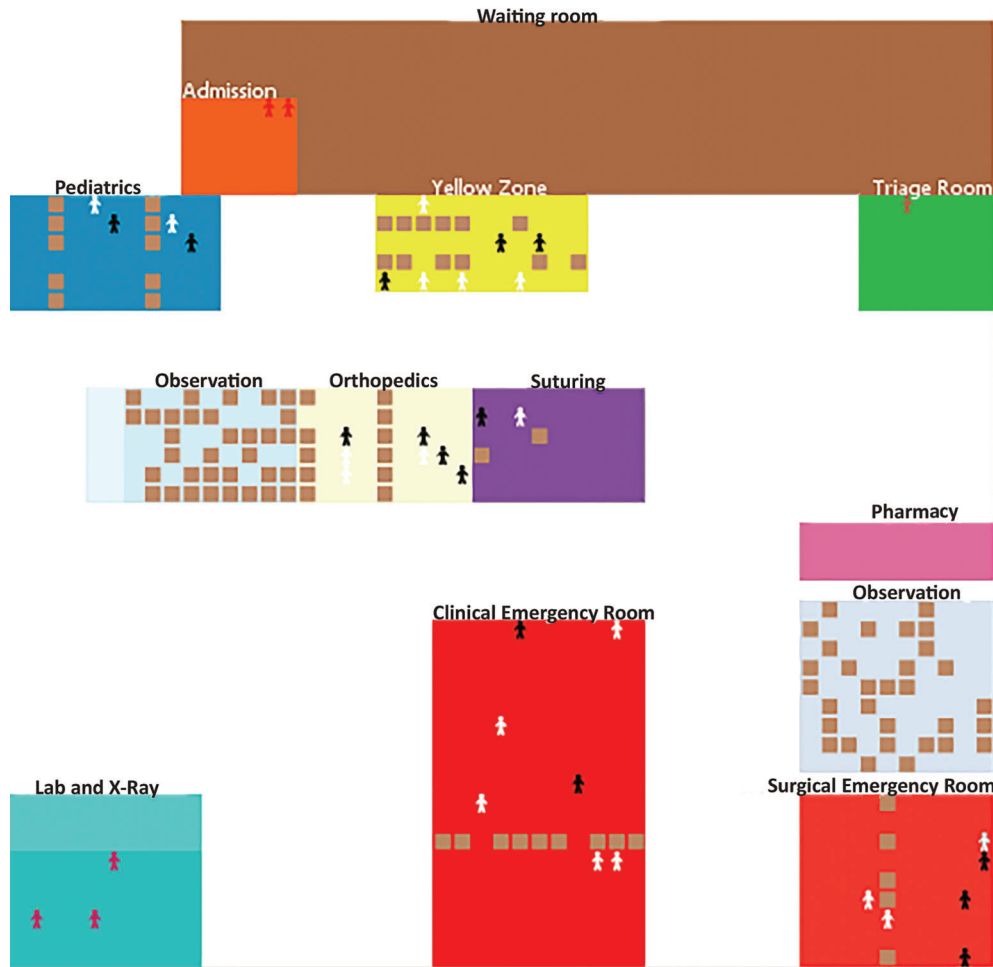 Waiting room
Admission
Pediatrics
Yellow Zone
Triage Room
Observation
Orthopedics
Suturing
Pharmacy
Observation
Clinical Emergency Room
Lab and X-Ray
Surgical Emergency Room